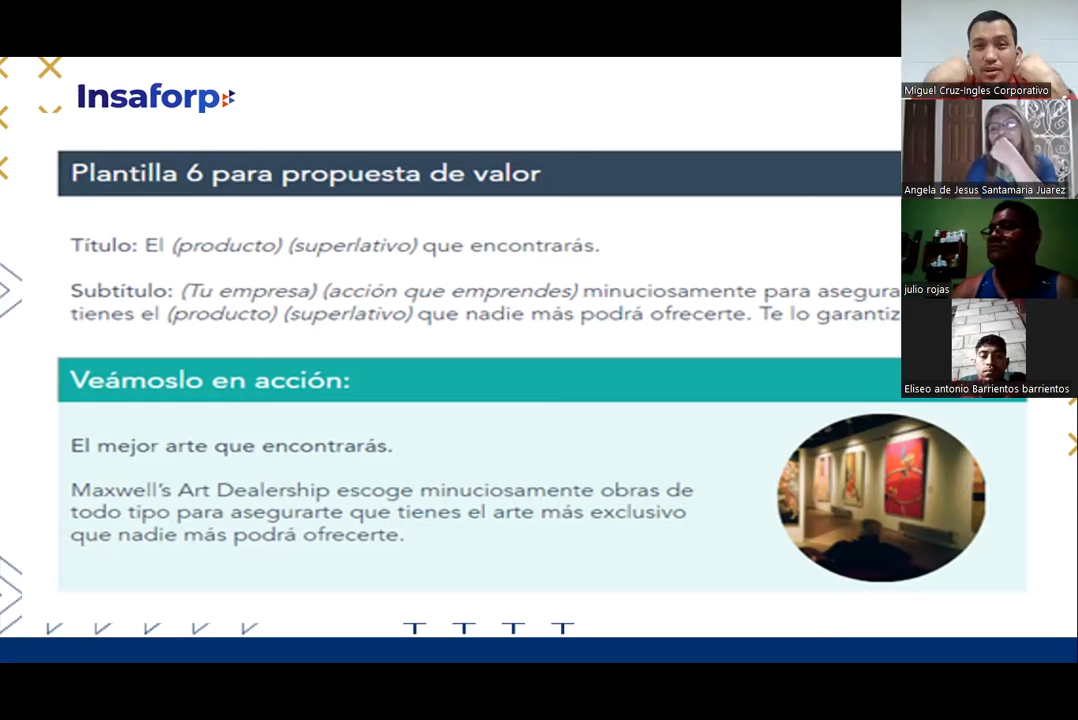 Insaforp
Plantilla 6 para propuesta de valor
Título: El (producto) (superlativo) que encontrarás.
Subtítulo: (Tu empresa) (acción que emprendes) minuciosamente para asegura
tienes el (producto) (superlativo) que nadie más podrá ofrecerte. Te lo garantiz
Veámoslo en acción:
El mejor arte que encontrarás.
Maxwell's Art Dealership escoge minuciosamente obras de
todo tipo para asegurarte que tienes el arte más exclusivo
que nadie más podrá ofrecerte.
Miguel Cruz-Ingles Corporativo
Angela de Jesus Santamaria Juarez
julio rojas
Eliseo antonio Barrientos barrientos